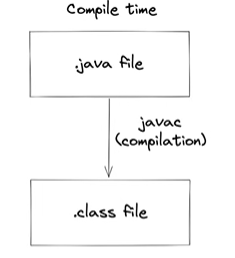 Compile time
.java file
javac
(compilation)
.class file